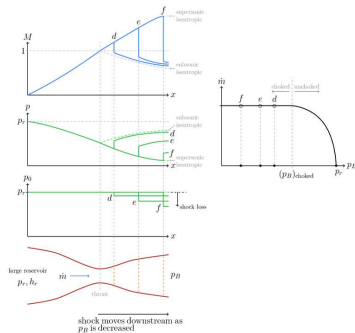 M
supersonic
isentropic
f
e
d
1
subsonic
isentropic
x
p
p_r
subsonic
isentropic
d
e
f
supersonic
isentropic
x
p_0
p_r
d
e
f
shock loss
x
large reservoir
p_r, h_r
ṁ
p_B
throat
shock moves downstream as
p_B is decreased
ṁ
choked
unchoked
f e d
(p_B)choked
p_r
p_B